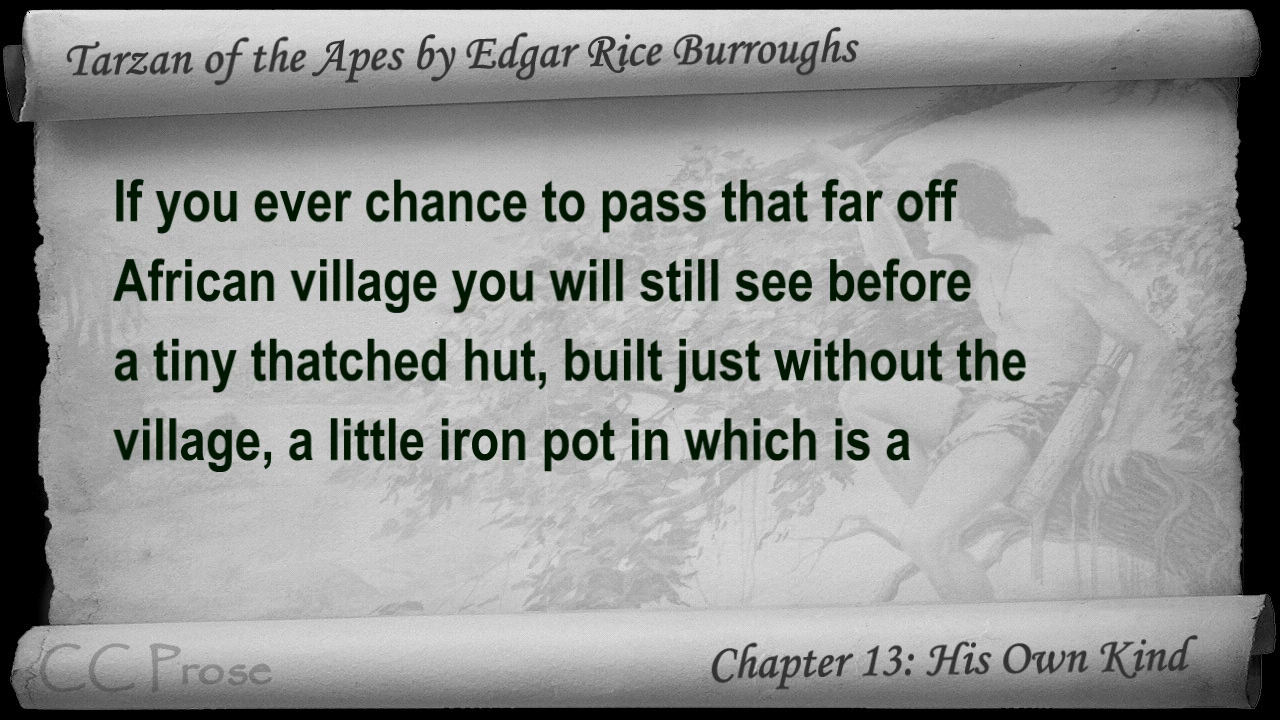 Tarzan of the Apes by Edgar Rice Burroughs
If you ever chance to pass that far off
African village you will still see before
a tiny thatched hut, built just without the
village, a little iron pot in which is a
CC Prose
Chapter 13: His Own Kind